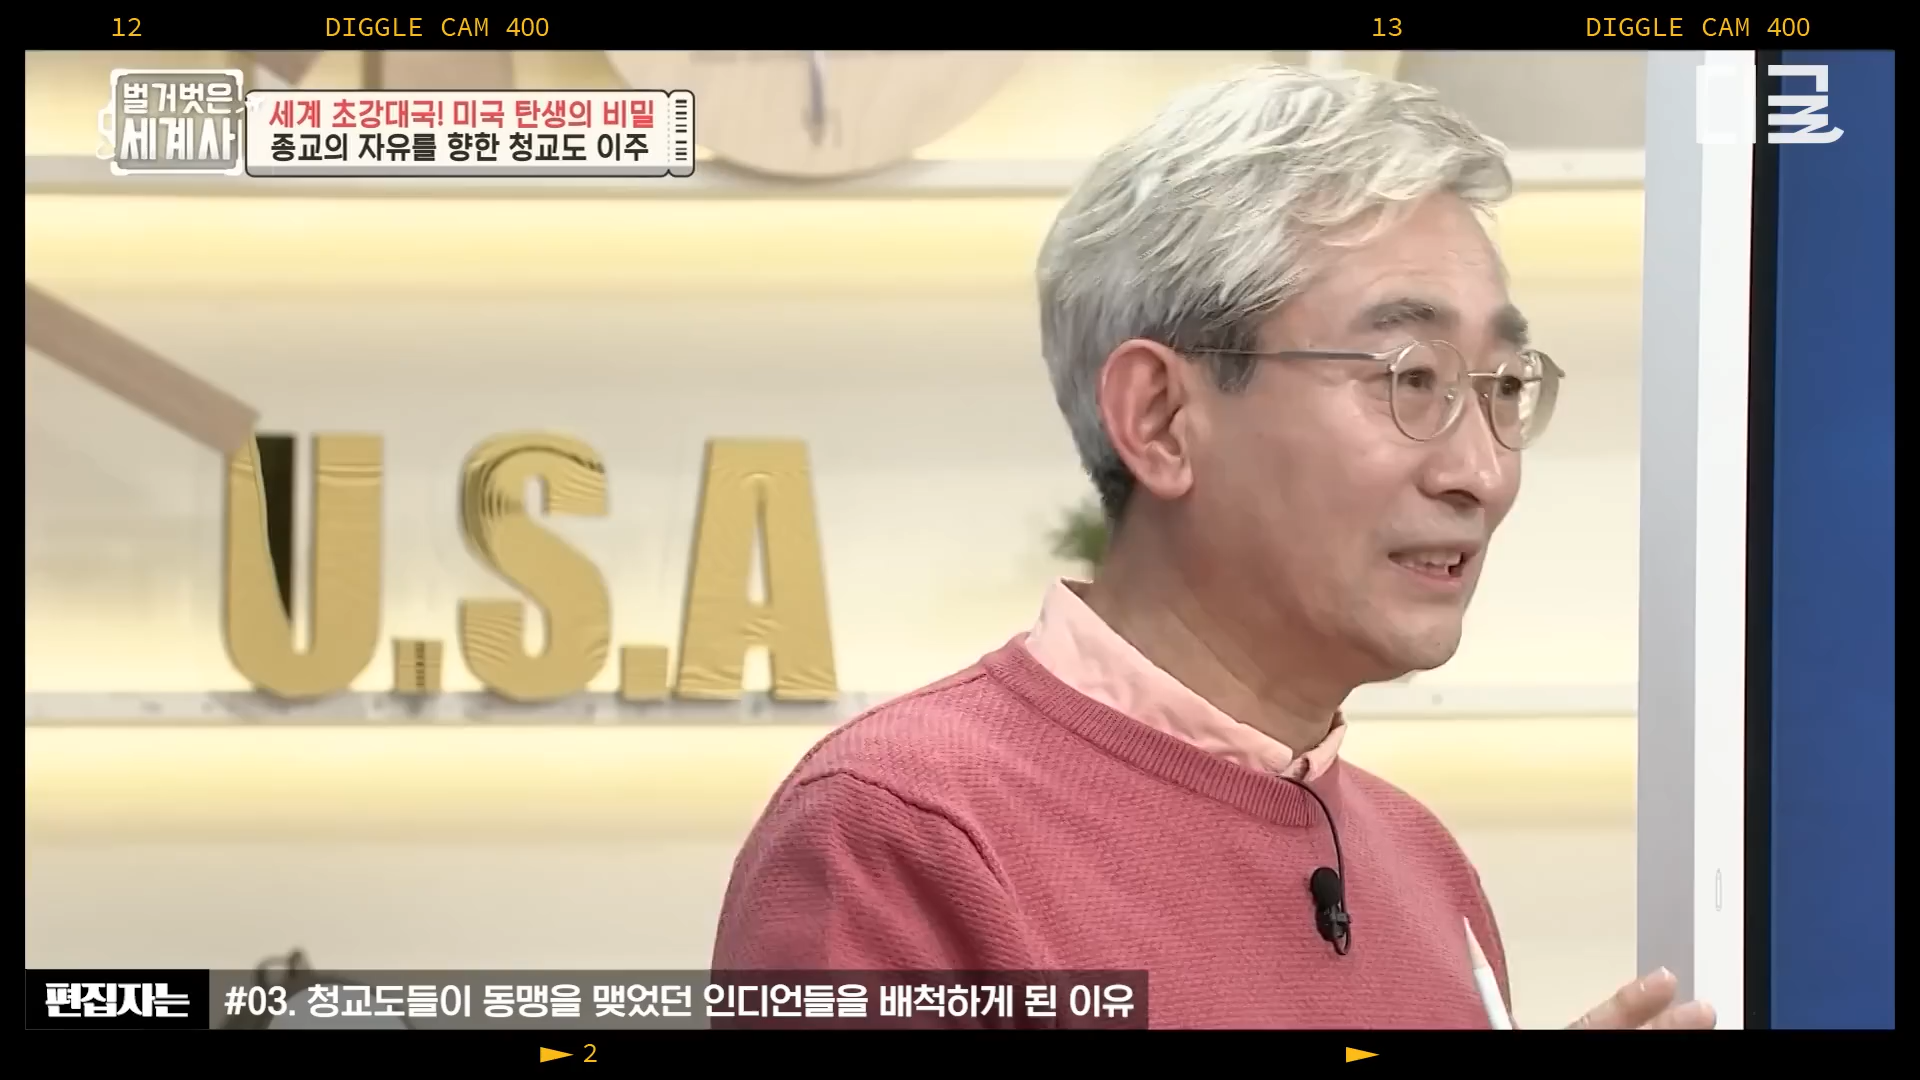 12 DIGGLE CAM 400 13 DIGGLE CAM 400
벌거벗은
세계사
세계 초강대국! 미국 탄생의 비밀
종교의 자유를 향한 청교도 이주
U.S.A
편집자는 #03. 청교도들이 동맹을 맺었던 인디언들을 배척하게 된 이유
2